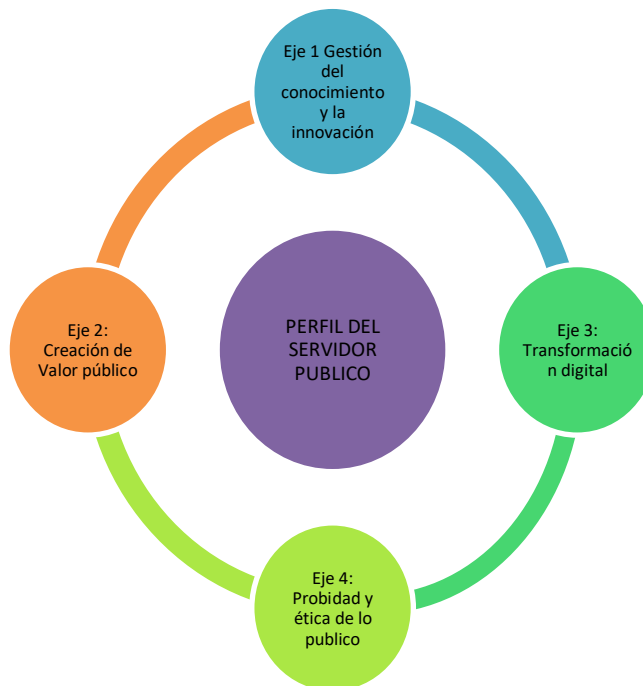 Eje 1 Gestión
del
conocimiento
y la
innovación
Eje 2:
Creación de
Valor público
PERFIL DEL
SERVIDOR
PUBLICO
Eje 3:
Transformació
n digital
Eje 4:
Probidad y
ética de lo
publico